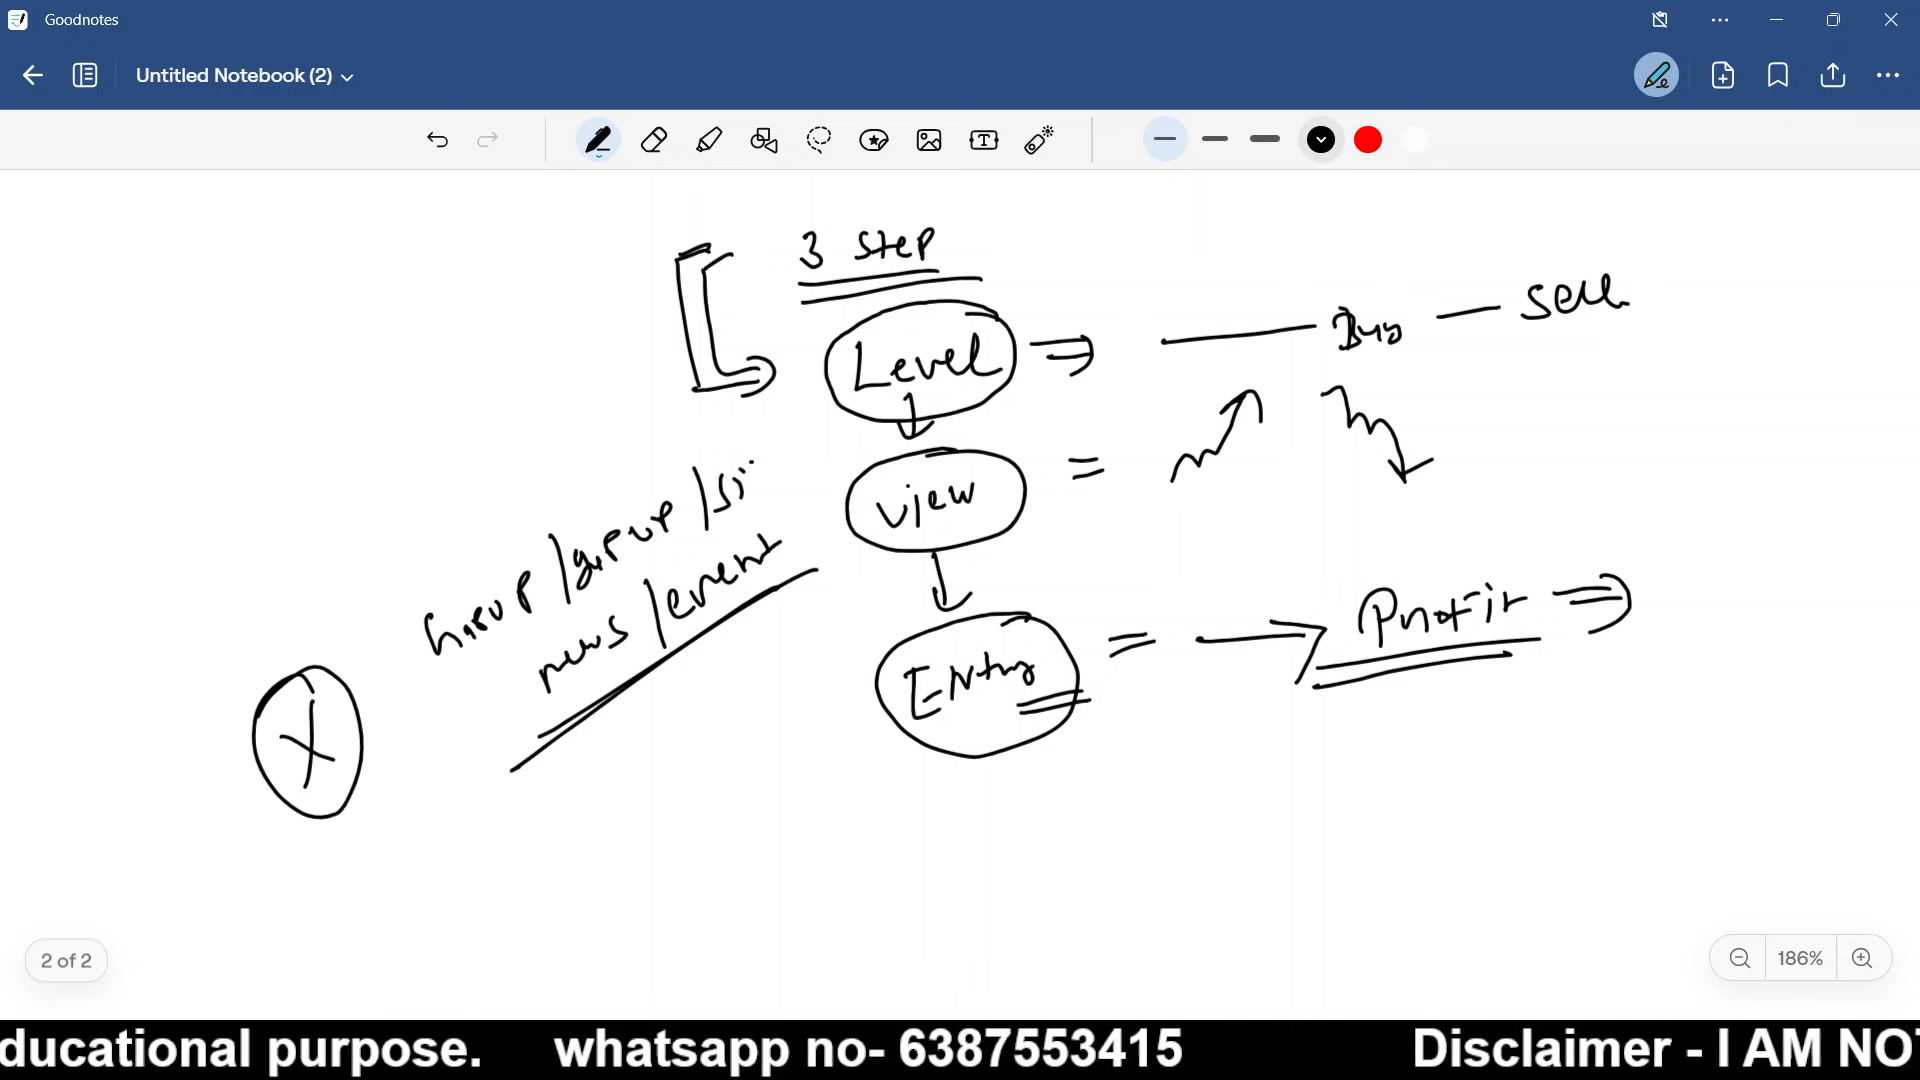 Goodnotes
Untitled Notebook (2)
3 step
Level ⇒ — Buy — sell
view =
news / event
Entry = → Profit ⇒
X
2 of 2
186%
ducational purpose. whatsapp no- 6387553415 Disclaimer - I AM NO